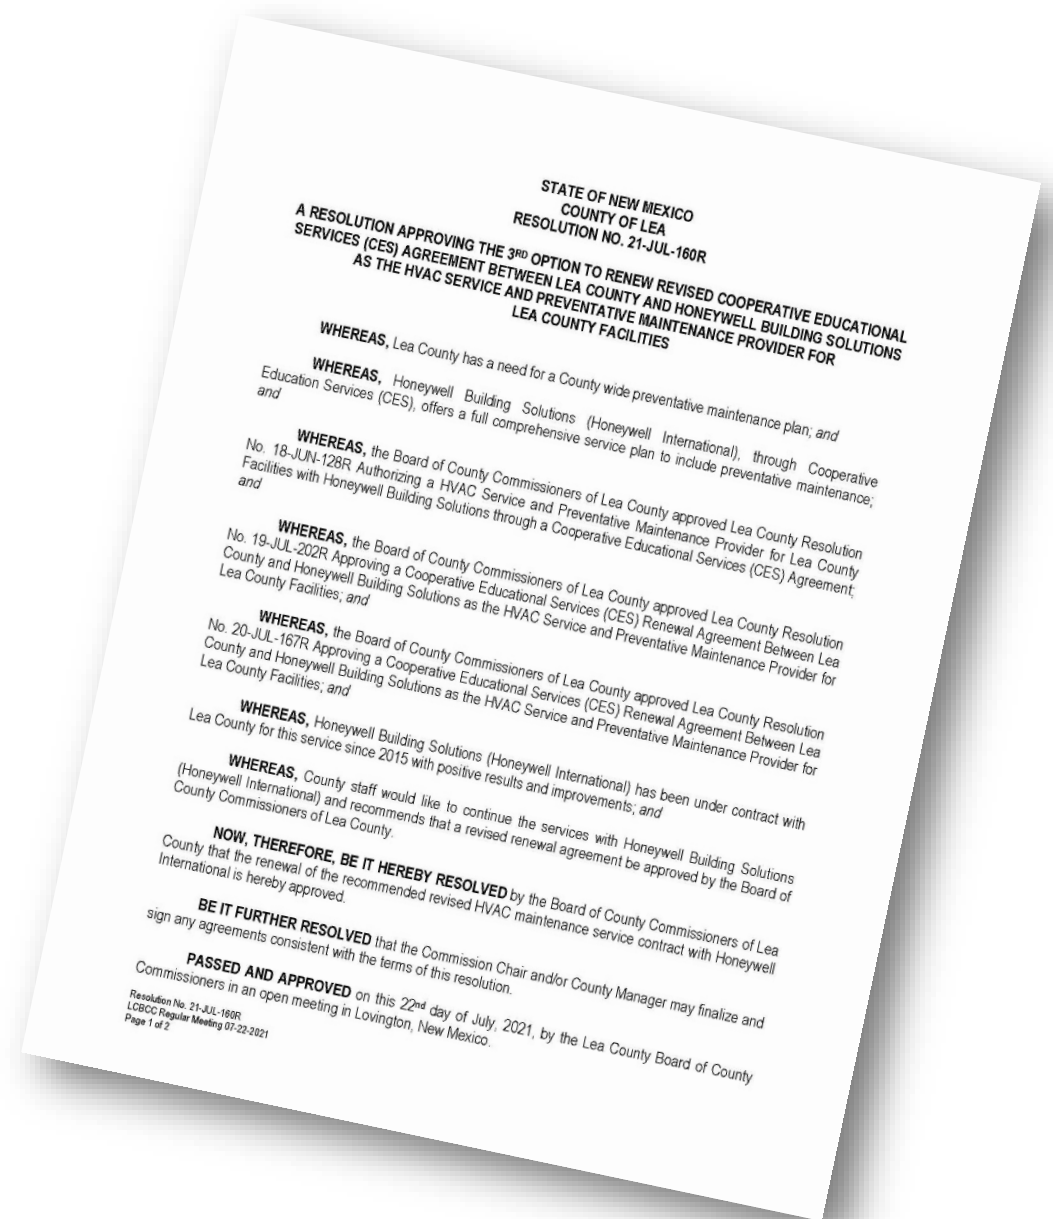 STATE OF NEW MEXICO
COUNTY OF LEA
RESOLUTION NO. 21-JUL-160R
A RESOLUTION APPROVING THE 3RD OPTION TO RENEW REVISED COOPERATIVE EDUCATIONAL
SERVICES (CES) AGREEMENT BETWEEN LEA COUNTY AND HONEYWELL BUILDING SOLUTIONS
AS THE HVAC SERVICE AND PREVENTATIVE MAINTENANCE PROVIDER FOR
LEA COUNTY FACILITIES
WHEREAS, Lea County has a need for a County wide preventative maintenance plan; and
WHEREAS, Honeywell Building Solutions (Honeywell International), through Cooperative
Education Services (CES), offers a full comprehensive service plan to include preventative maintenance;
and
WHEREAS, the Board of County Commissioners of Lea County approved Lea County Resolution
No. 18-JUN-128R Authorizing a HVAC Service and Preventative Maintenance Provider for Lea County
Facilities with Honeywell Building Solutions through a Cooperative Educational Services (CES) Agreement;
and
WHEREAS, the Board of County Commissioners of Lea County approved Lea County Resolution
No. 19-JUL-202R Approving a Cooperative Educational Services (CES) Renewal Agreement Between Lea
County and Honeywell Building Solutions as the HVAC Service and Preventative Maintenance Provider for
Lea County Facilities; and
WHEREAS, the Board of County Commissioners of Lea County approved Lea County Resolution
No. 20-JUL-167R Approving a Cooperative Educational Services (CES) Renewal Agreement Between Lea
County and Honeywell Building Solutions as the HVAC Service and Preventative Maintenance Provider for
Lea County Facilities; and
WHEREAS, Honeywell Building Solutions (Honeywell International) has been under contract with
Lea County for this service since 2015 with positive results and improvements; and
WHEREAS, County staff would like to continue the services with Honeywell Building Solutions
(Honeywell International) and recommends that a revised renewal agreement be approved by the Board of
County Commissioners of Lea County.
NOW, THEREFORE, BE IT HEREBY RESOLVED by the Board of County Commissioners of Lea
County that the renewal of the recommended revised HVAC maintenance service contract with Honeywell
International is hereby approved.
BE IT FURTHER RESOLVED that the Commission Chair and/or County Manager may finalize and
sign any agreements consistent with the terms of this resolution.
PASSED AND APPROVED on this 22nd day of July, 2021, by the Lea County Board of County
Commissioners in an open meeting in Lovington, New Mexico.
Resolution No. 21-JUL-160R
LCBCC Regular Meeting 07-22-2021
Page 1 of 2